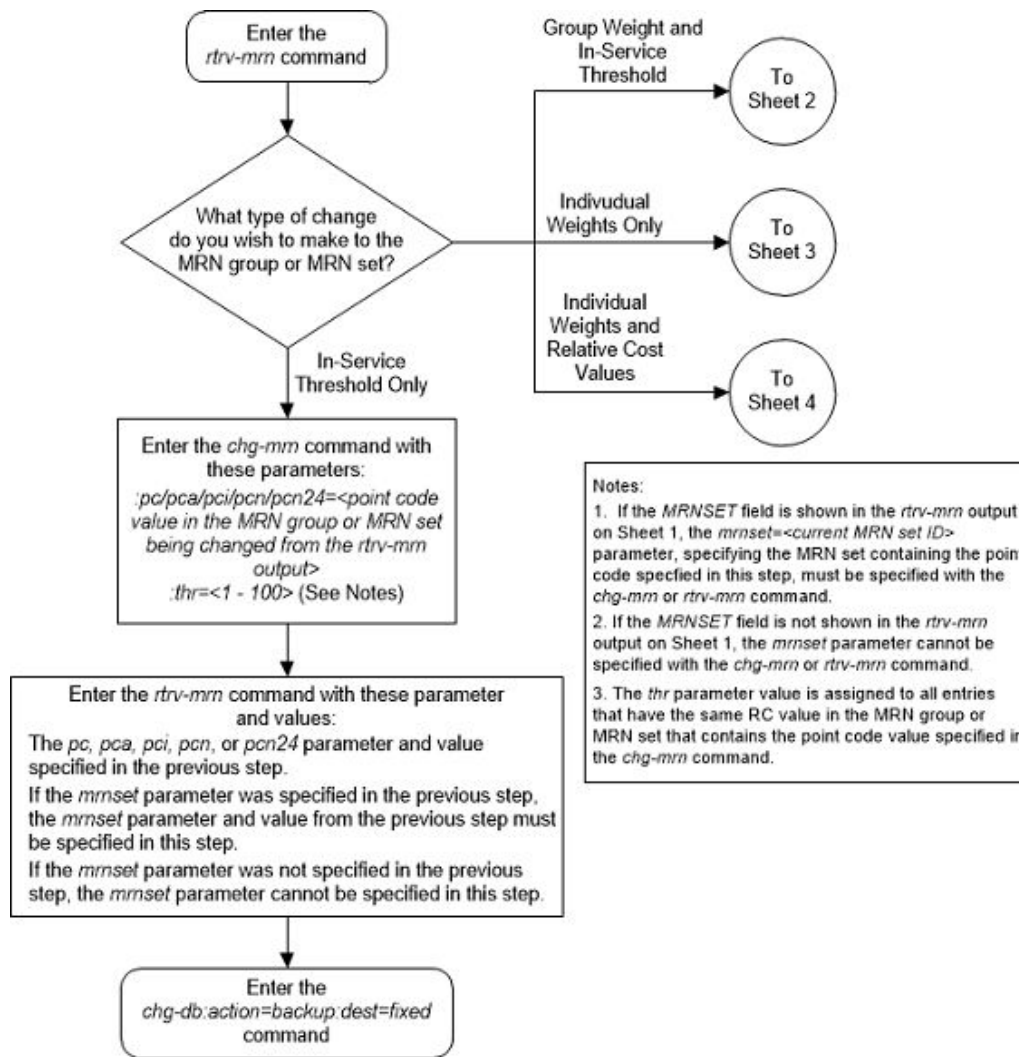 Enter the
rtrv-mrn command
What type of change
do you wish to make to the
MRN group or MRN set?
Group Weight and
In-Service
Threshold
To
Sheet 2
Indivudual
Weights Only
To
Sheet 3
Individual
Weights and
Relative Cost
Values
To
Sheet 4
In-Service
Threshold Only
Enter the chg-mrn command with
these parameters:
:pc/pca/pci/pcn/pcn24=<point code
value in the MRN group or MRN set
being changed from the rtrv-mrn
output>
:thr=<1 - 100> (See Notes)
Enter the rtrv-mrn command with these parameter
and values:
The pc, pca, pci, pcn, or pcn24 parameter and value
specified in the previous step.
If the mrnset parameter was specified in the previous step,
the mrnset parameter and value from the previous step must
be specified in this step.
If the mrnset parameter was not specified in the previous
step, the mrnset parameter cannot be specified in this step.
Enter the
chg-db:action=backup:dest=fixed
command
Notes:
1. If the MRNSET field is shown in the rtrv-mrn output
on Sheet 1, the mrnset=<current MRN set ID>
parameter, specifying the MRN set containing the point
code specfied in this step, must be specified with the
chg-mrn or rtrv-mrn command.
2. If the MRNSET field is not shown in the rtrv-mrn
output on Sheet 1, the mrnset parameter cannot be
specified with the chg-mrn or rtrv-mrn command.
3. The thr parameter value is assigned to all entries
that have the same RC value in the MRN group or
MRN set that contains the point code value specified in
the chg-mrn command.